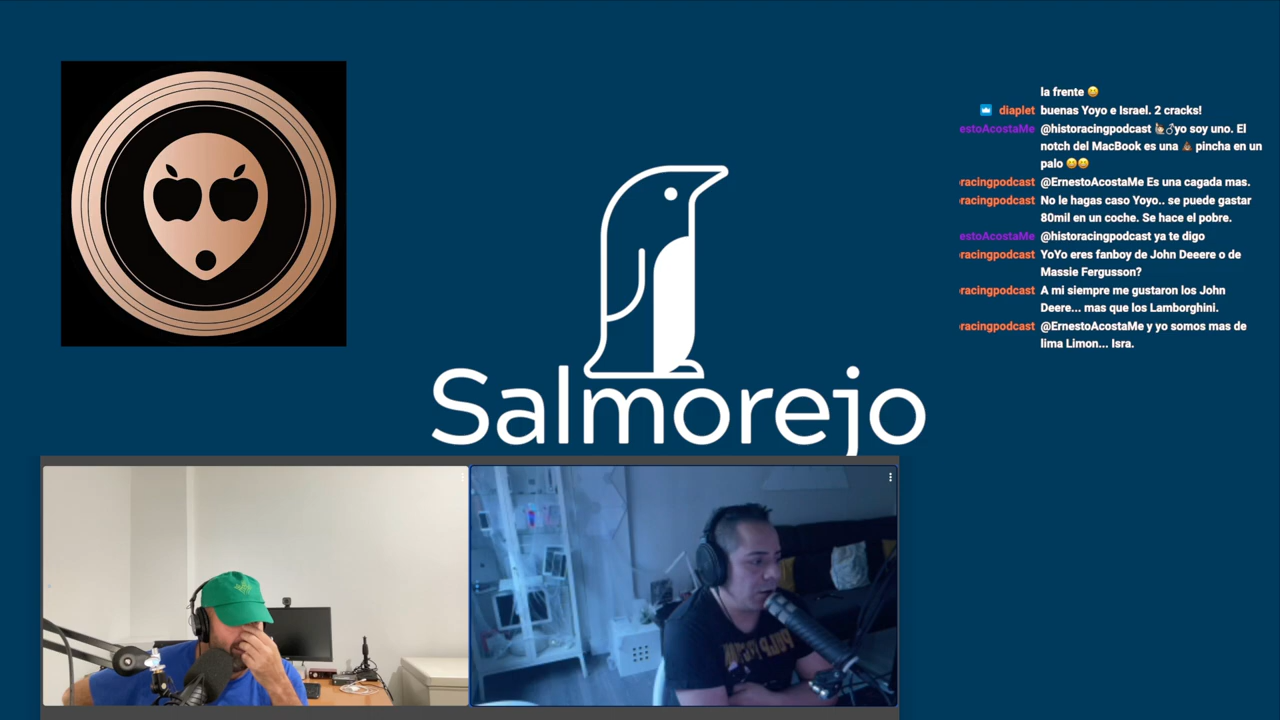 Salmorejo
la frente 😀
diaplet buenas Yoyo e Israel. 2 cracks!
estoAcostaMe @historacingpodcast 🙋🏼♂yo soy uno. El
notch del MacBook es una 💩 pincha en un
palo 😀😀
racingpodcast @ErnestoAcostaMe Es una cagada mas.
racingpodcast No le hagas caso Yoyo.. se puede gastar
80mil en un coche. Se hace el pobre.
estoAcostaMe @historacingpodcast ya te digo
racingpodcast YoYo eres fanboy de John Deeere o de
Massie Fergusson?
racingpodcast A mi siempre me gustaron los John
Deere... mas que los Lamborghini.
racingpodcast @ErnestoAcostaMe y yo somos mas de
lima Limon... Isra.
PULP FICTION